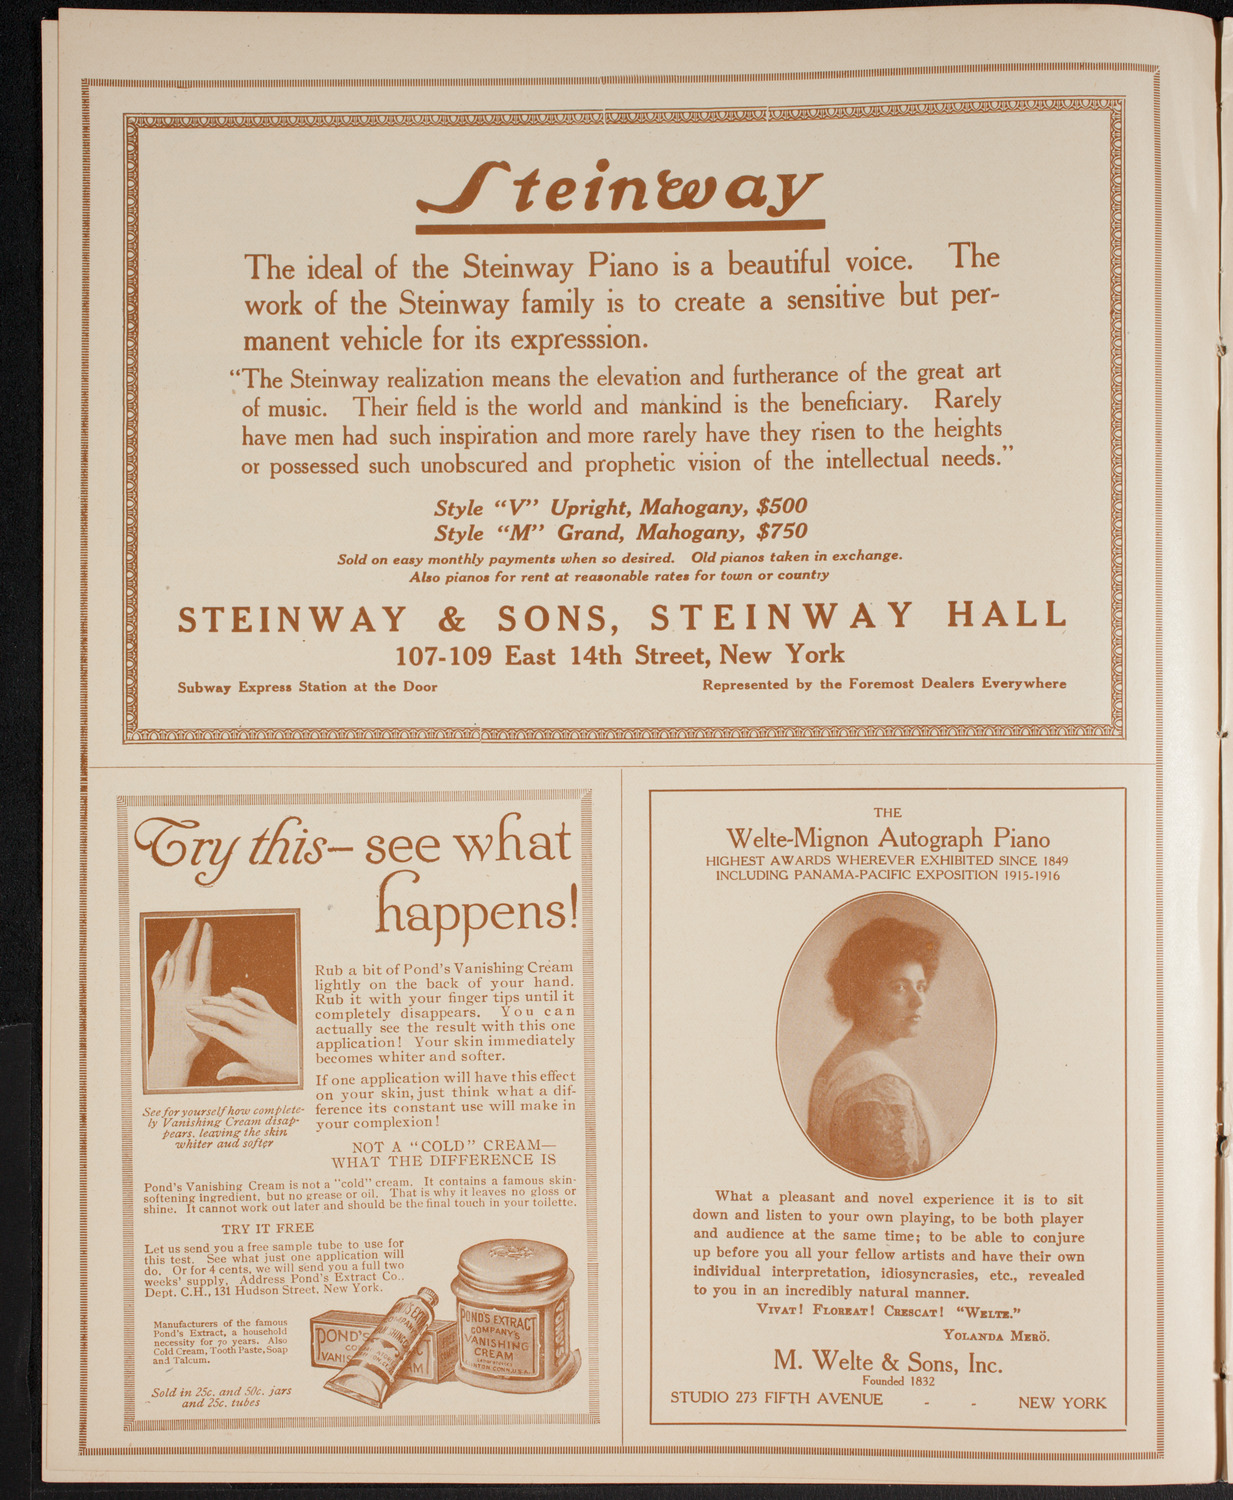 Steinway
The ideal of the Steinway Piano is a beautiful voice. The
work of the Steinway family is to create a sensitive but per-
manent vehicle for its expresssion.
"The Steinway realization means the elevation and furtherance of the great art
of music. Their field is the world and mankind is the beneficiary. Rarely
have men had such inspiration and more rarely have they risen to the heights
or possessed such unobscured and prophetic vision of the intellectual needs."
Style "V" Upright, Mahogany, $500
Style "M" Grand, Mahogany, $750
Sold on easy monthly payments when so desired. Old pianos taken in exchange.
Also pianos for rent at reasonable rates for town or country
STEINWAY & SONS, STEINWAY HALL
107-109 East 14th Street, New York
Subway Express Station at the Door
Represented by the Foremost Dealers Everywhere
Try this—see what
happens!
Rub a bit of Pond's Vanishing Cream
lightly on the back of your hand.
Rub it with your finger tips until it
completely disappears. You can
actually see the result with this one
application! Your skin immediately
becomes whiter and softer.
If one application will have this effect
on your skin, just think what a dif-
ference its constant use will make in
your complexion!
See for yourself how complete-
ly Vanishing Cream disap-
pears, leaving the skin
whiter aud softer
NOT A "COLD" CREAM—
WHAT THE DIFFERENCE IS
Pond's Vanishing Cream is not a "cold" cream. It contains a famous skin-
softening ingredient, but no grease or oil. That is why it leaves no gloss or
shine. It cannot work out later and should be the final touch in your toilette.
TRY IT FREE
Let us send you a free sample tube to use for
this test. See what just one application will
do. Or for 4 cents, we will send you a full two
weeks' supply. Address Pond's Extract Co.,
Dept. C.H., 131 Hudson Street, New York.
Manufacturers of the famous
Pond's Extract, a household
necessity for 70 years. Also
Cold Cream, Tooth Paste, Soap
and Talcum.
Sold in 25c. and 50c. jars
and 25c. tubes
POND'S
VANIS
AM
POND'S EXTRACT
COMPANY'S
VANISHING
CREAM
THE
Welte-Mignon Autograph Piano
HIGHEST AWARDS WHEREVER EXHIBITED SINCE 1849
INCLUDING PANAMA-PACIFIC EXPOSITION 1915-1916
What a pleasant and novel experience it is to sit
down and listen to your own playing, to be both player
and audience at the same time; to be able to conjure
up before you all your fellow artists and have their own
individual interpretation, idiosyncrasies, etc., revealed
to you in an incredibly natural manner.
VIVAT! FLOREAT! CRESCAT! "WELTE."
YOLANDA MERÖ.
M. Welte & Sons, Inc.
Founded 1832
STUDIO 273 FIFTH AVENUE - - NEW YORK